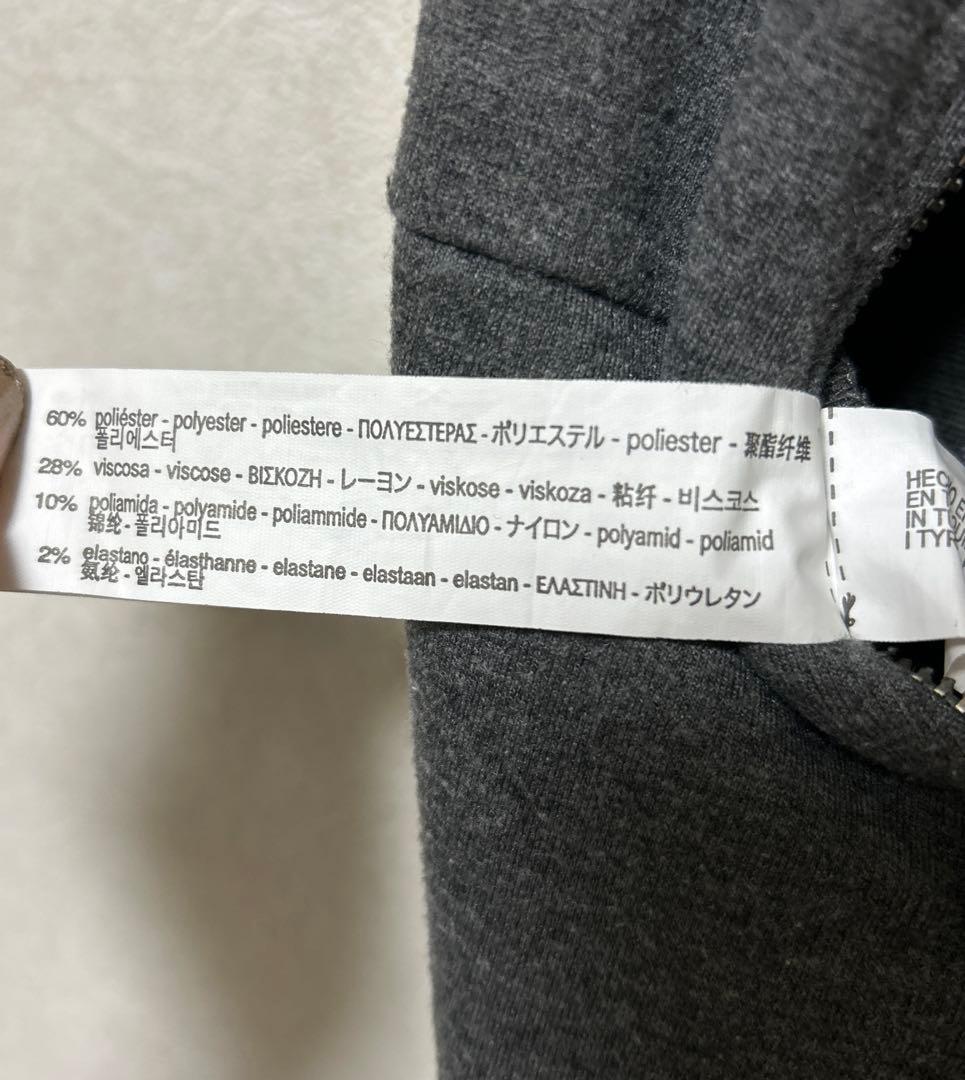 60% poliéster - polyester - poliestere - ΠΟΛΥΕΣΤΕΡΑΣ - ポリエステル - poliester - 聚酯纤维
폴리에스터
28% viscosa - viscose - ΒΙΣΚΟΖΗ - レーヨン - viskose - viskoza - 粘纤 - 비스코스
10% poliamida - polyamide - poliammide - ΠΟΛΥΑΜΙΔΙΟ - ナイロン - polyamid - poliamid
锦纶 - 폴리아미드
2% elastano - élasthanne - elastane - elastaan - elastan - ΕΛΑΣΤΙΝΗ - ポリウレタン
氨纶 - 엘라스탄
EN
IN